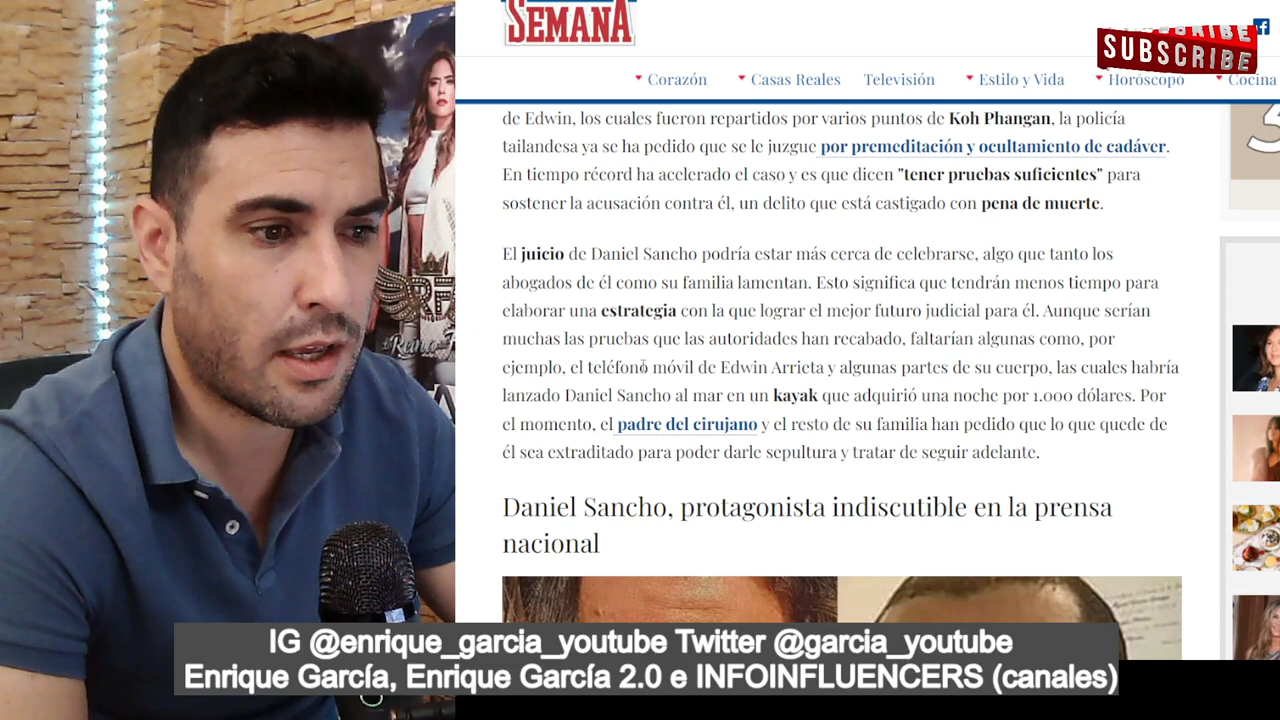 SEMANA
SUBSCRIBE
SUBSCRIBE
Corazón Casas Reales Televisión Estilo y Vida Horóscopo Cocina
de Edwin, los cuales fueron repartidos por varios puntos de Koh Phangan, la policía
tailandesa ya se ha pedido que se le juzgue por premeditación y ocultamiento de cadáver.
En tiempo récord ha acelerado el caso y es que dicen "tener pruebas suficientes" para
sostener la acusación contra él, un delito que está castigado con pena de muerte.
El juicio de Daniel Sancho podría estar más cerca de celebrarse, algo que tanto los
abogados de él como su familia lamentan. Esto significa que tendrán menos tiempo para
elaborar una estrategia con la que lograr el mejor futuro judicial para él. Aunque serían
muchas las pruebas que las autoridades han recabado, faltarían algunas como, por
ejemplo, el teléfono móvil de Edwin Arrieta y algunas partes de su cuerpo, las cuales habría
lanzado Daniel Sancho al mar en un kayak que adquirió una noche por 1.000 dólares. Por
el momento, el padre del cirujano y el resto de su familia han pedido que lo que quede de
él sea extraditado para poder darle sepultura y tratar de seguir adelante.
Daniel Sancho, protagonista indiscutible en la prensa
nacional
IG @enrique_garcia_youtube Twitter @garcia_youtube
Enrique García, Enrique García 2.0 e INFOINFLUENCERS (canales)